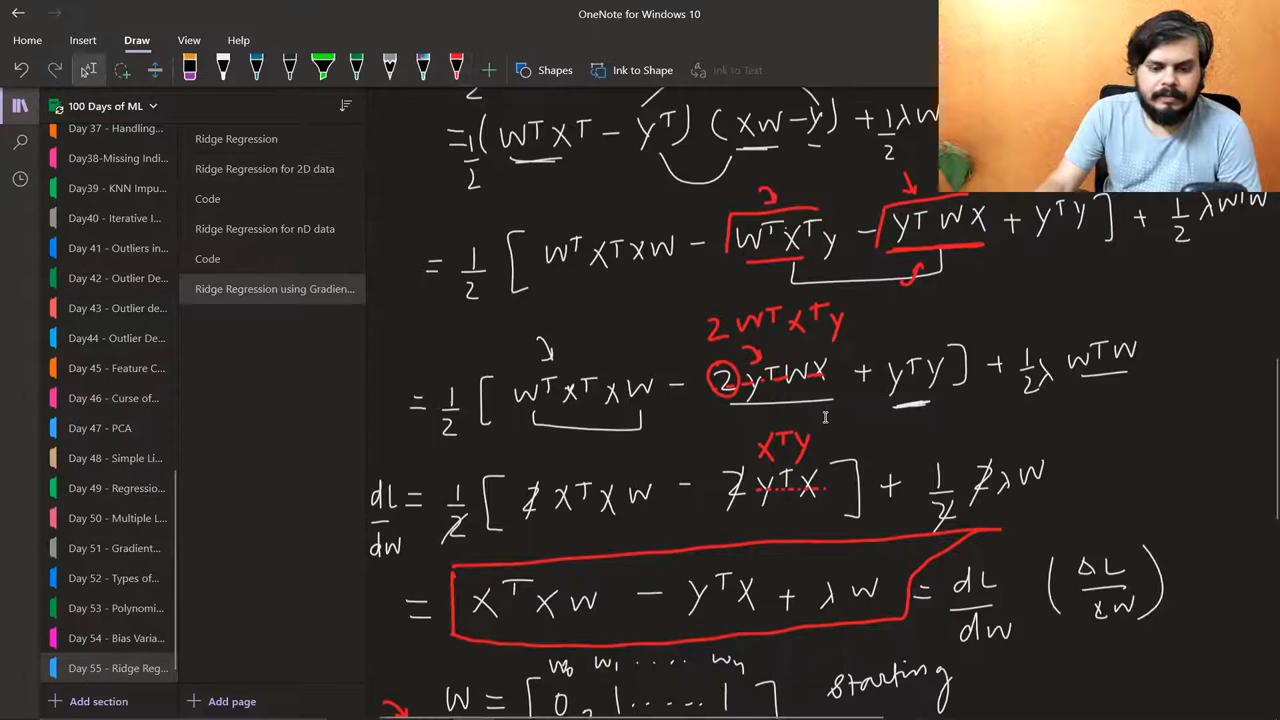 OneNote for Windows 10
Home Insert Draw View Help
Shapes Ink to Shape Ink to Text
100 Days of ML
Day 37 - Handling...
Day38-Missing Indi...
Day39 - KNN Impu...
Day40 - Iterative I...
Day 41 - Outliers in...
Day 42 - Outlier De...
Day 43 - Outlier de...
Day44 - Outlier De...
Day 45 - Feature C...
Day 46 - Curse of...
Day 47 - PCA
Day 48 - Simple Li...
Day 49 - Regressio...
Day 50 - Multiple L...
Day 51 - Gradient...
Day 52 - Types of...
Day 53 - Polynomi...
Day 54 - Bias Varia...
Day 55 - Ridge Reg...
Add section
Ridge Regression
Ridge Regression for 2D data
Code
Ridge Regression for nD data
Code
Ridge Regression using Gradien...
Add page
= 1/2 (WᵀXᵀ - yᵀ) (XW - y) + 1/2 λW
= 1/2 [ WᵀXᵀXW - WᵀXᵀy - yᵀWX + yᵀy ] + 1/2 λWᵀW
2 WᵀXᵀy
= 1/2 [ WᵀXᵀXW - 2yᵀWX + yᵀy ] + 1/2 λ WᵀW
Xᵀy
dL/dw = 1/2 [ 2 XᵀXW - 2 yᵀX ] + 1/2 2λW
= XᵀXW - yᵀX + λW = dL/dw
w0 w1 ..... wn
W = [ 0, 1.....1 ] starting